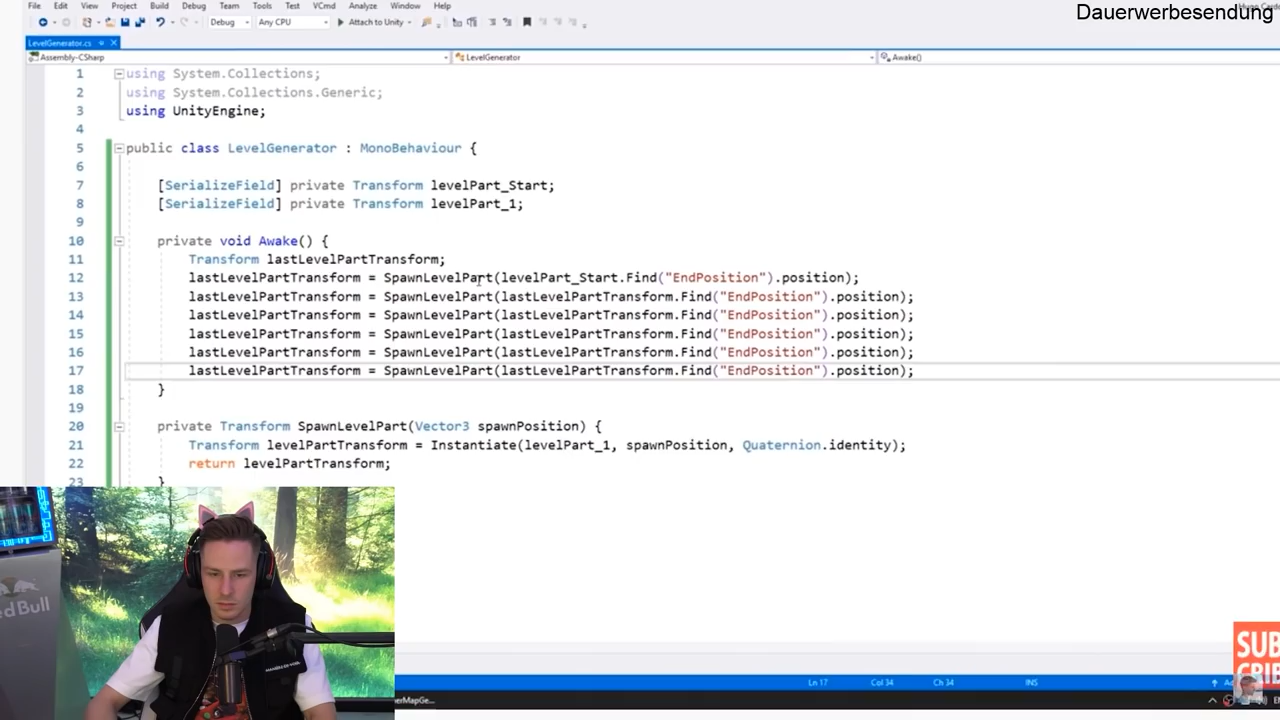 Dauerwerbesendung
File Edit View Project Build Debug Team Tools Test VCmd Analyze Window Help
Debug Any CPU Attach to Unity
LevelGenerator.cs
Assembly-CSharp LevelGenerator Awake()
1 using System.Collections;
2 using System.Collections.Generic;
3 using UnityEngine;
4
5 public class LevelGenerator : MonoBehaviour {
6
7 [SerializeField] private Transform levelPart_Start;
8 [SerializeField] private Transform levelPart_1;
9
10 private void Awake() {
11 Transform lastLevelPartTransform;
12 lastLevelPartTransform = SpawnLevelPart(levelPart_Start.Find("EndPosition").position);
13 lastLevelPartTransform = SpawnLevelPart(lastLevelPartTransform.Find("EndPosition").position);
14 lastLevelPartTransform = SpawnLevelPart(lastLevelPartTransform.Find("EndPosition").position);
15 lastLevelPartTransform = SpawnLevelPart(lastLevelPartTransform.Find("EndPosition").position);
16 lastLevelPartTransform = SpawnLevelPart(lastLevelPartTransform.Find("EndPosition").position);
17 lastLevelPartTransform = SpawnLevelPart(lastLevelPartTransform.Find("EndPosition").position);
18 }
19
20 private Transform SpawnLevelPart(Vector3 spawnPosition) {
21 Transform levelPartTransform = Instantiate(levelPart_1, spawnPosition, Quaternion.identity);
22 return levelPartTransform;
23 }
ed Bull
SUB
CRIB
Ln 17 Col 34 Ch 34 INS
erMapGe...